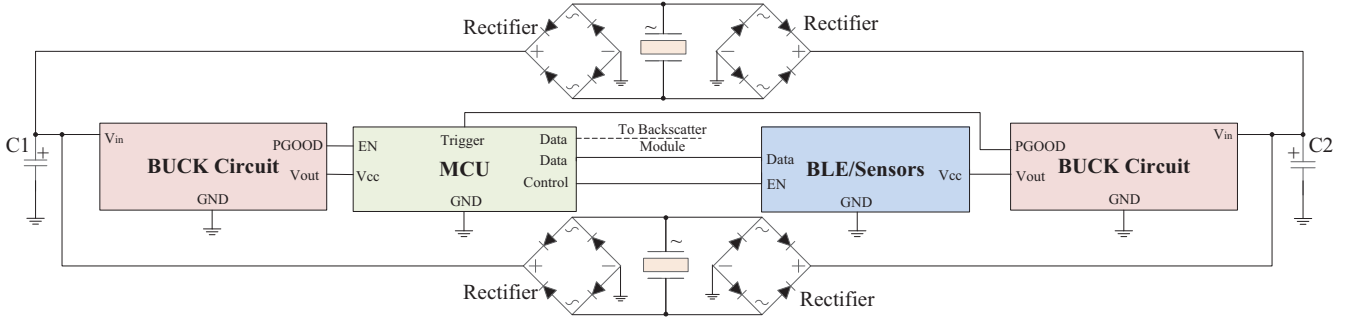 Rectifier
Rectifier
~
+
−
−
+
C1
+
Vin
BUCK Circuit
PGOOD
Vout
GND
Trigger
EN
MCU
Vcc
Data
Data
Control
GND
To Backscatter
Module
Data
BLE/Sensors
EN
Vcc
GND
PGOOD
Vin
BUCK Circuit
Vout
GND
+
C2
~
+
−
−
+
Rectifier
Rectifier